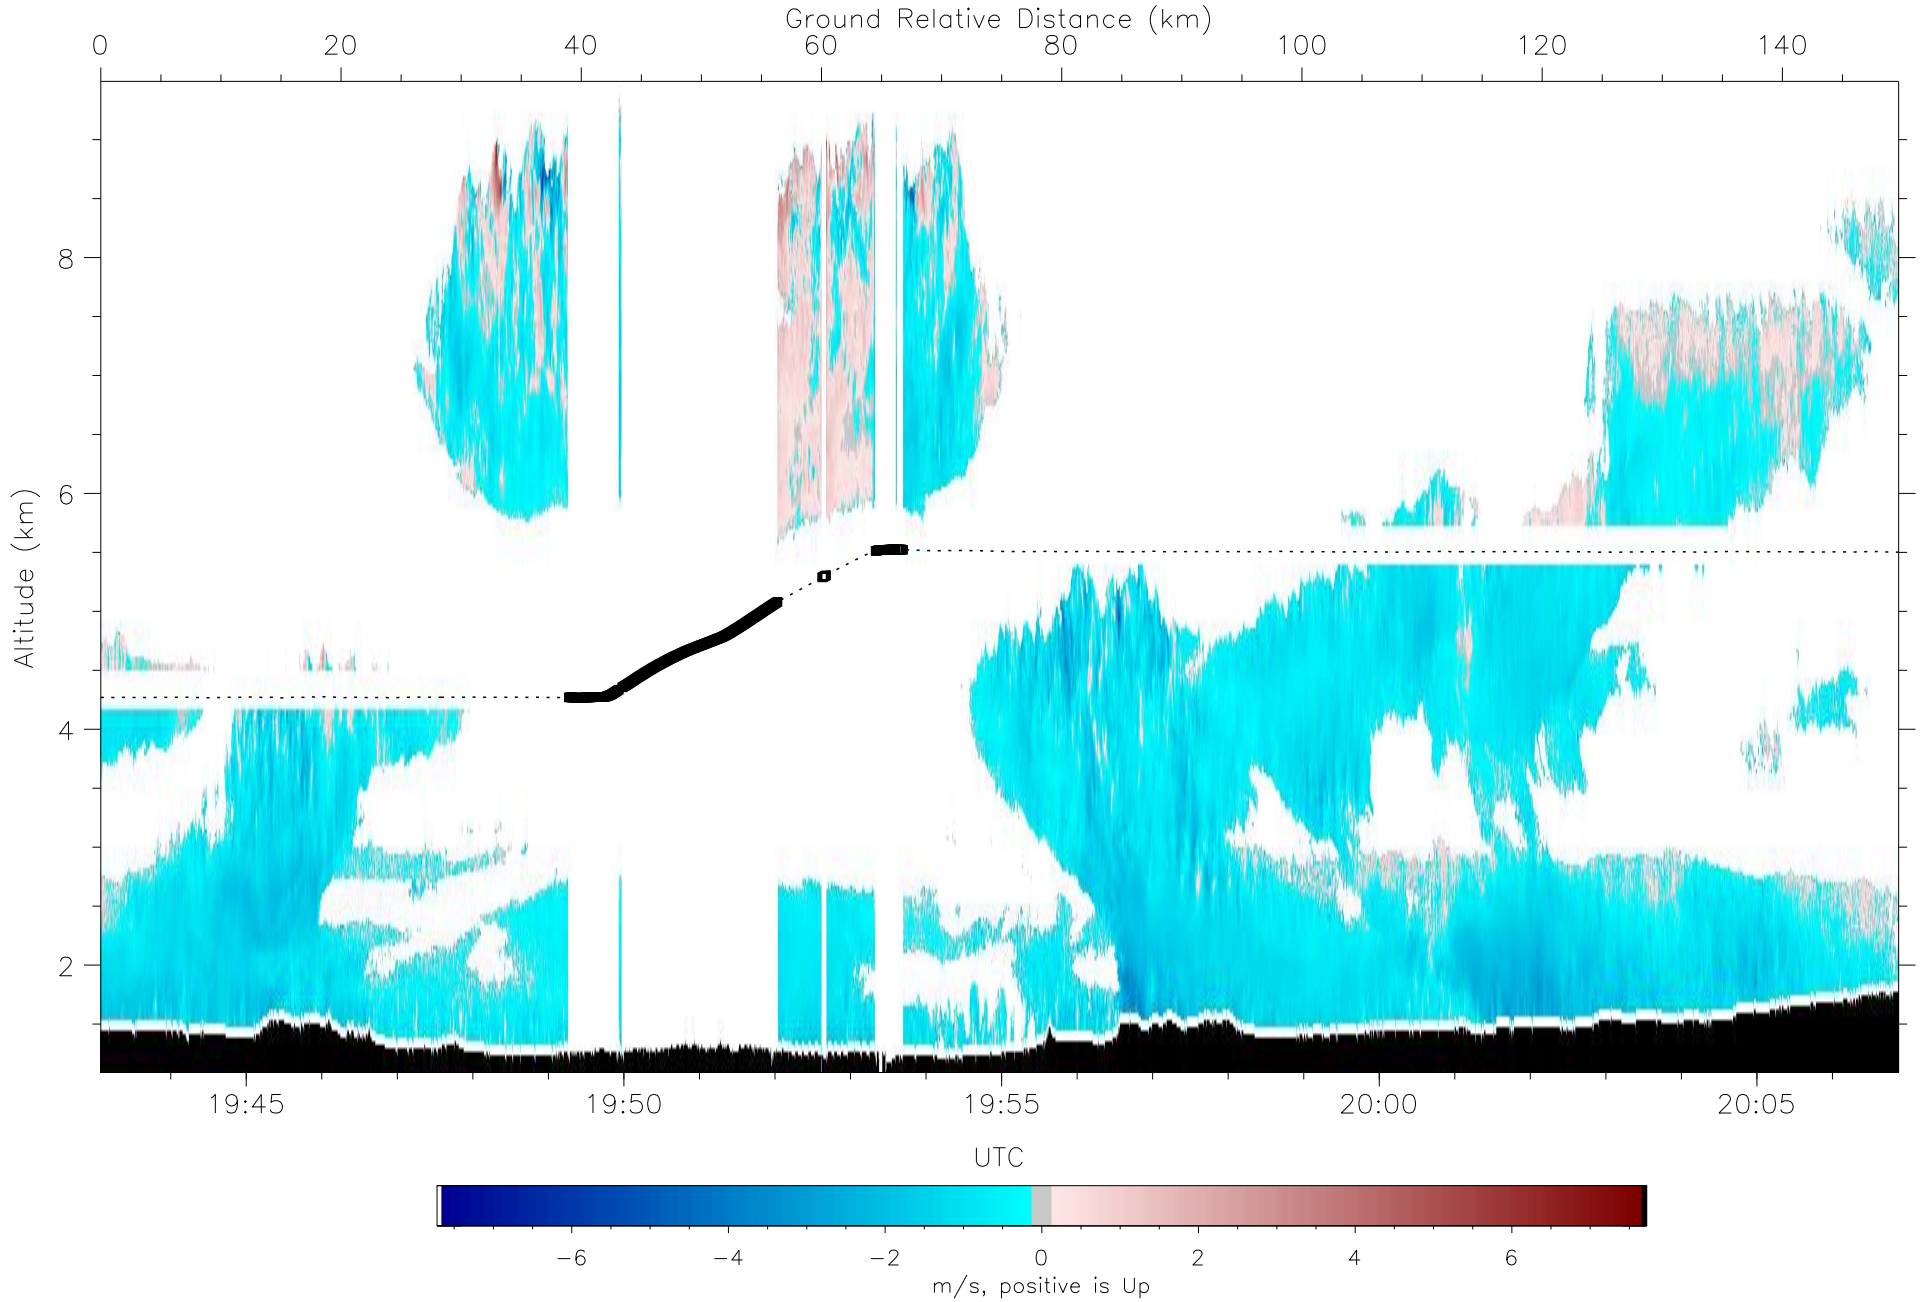 Ground Relative Distance (km)
0 20 40 60 80 100 120 140
Altitude (km)
8
6
4
2
19:45 19:50 19:55 20:00 20:05
UTC
−6 −4 −2 0 2 4 6
m/s, positive is Up